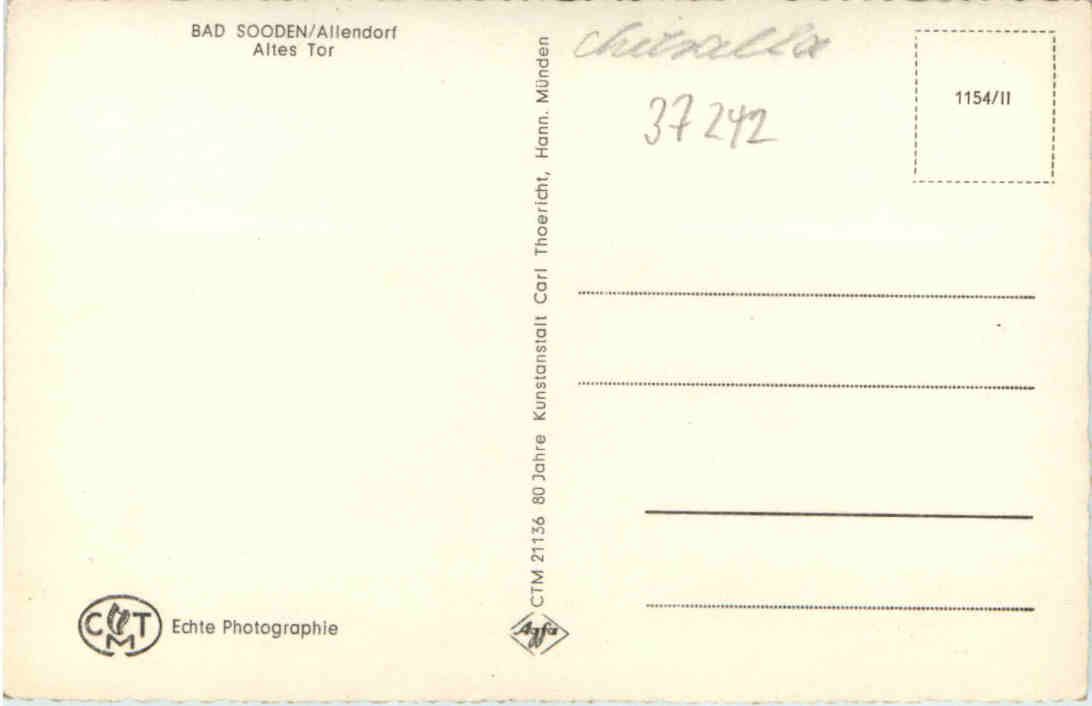 BAD SOODEN/Allendorf
Altes Tor
37242
1154/II
CTM 21136 80 Jahre Kunstanstalt Carl Thoericht, Hann. Münden
CMT
Echte Photographie
Agfa